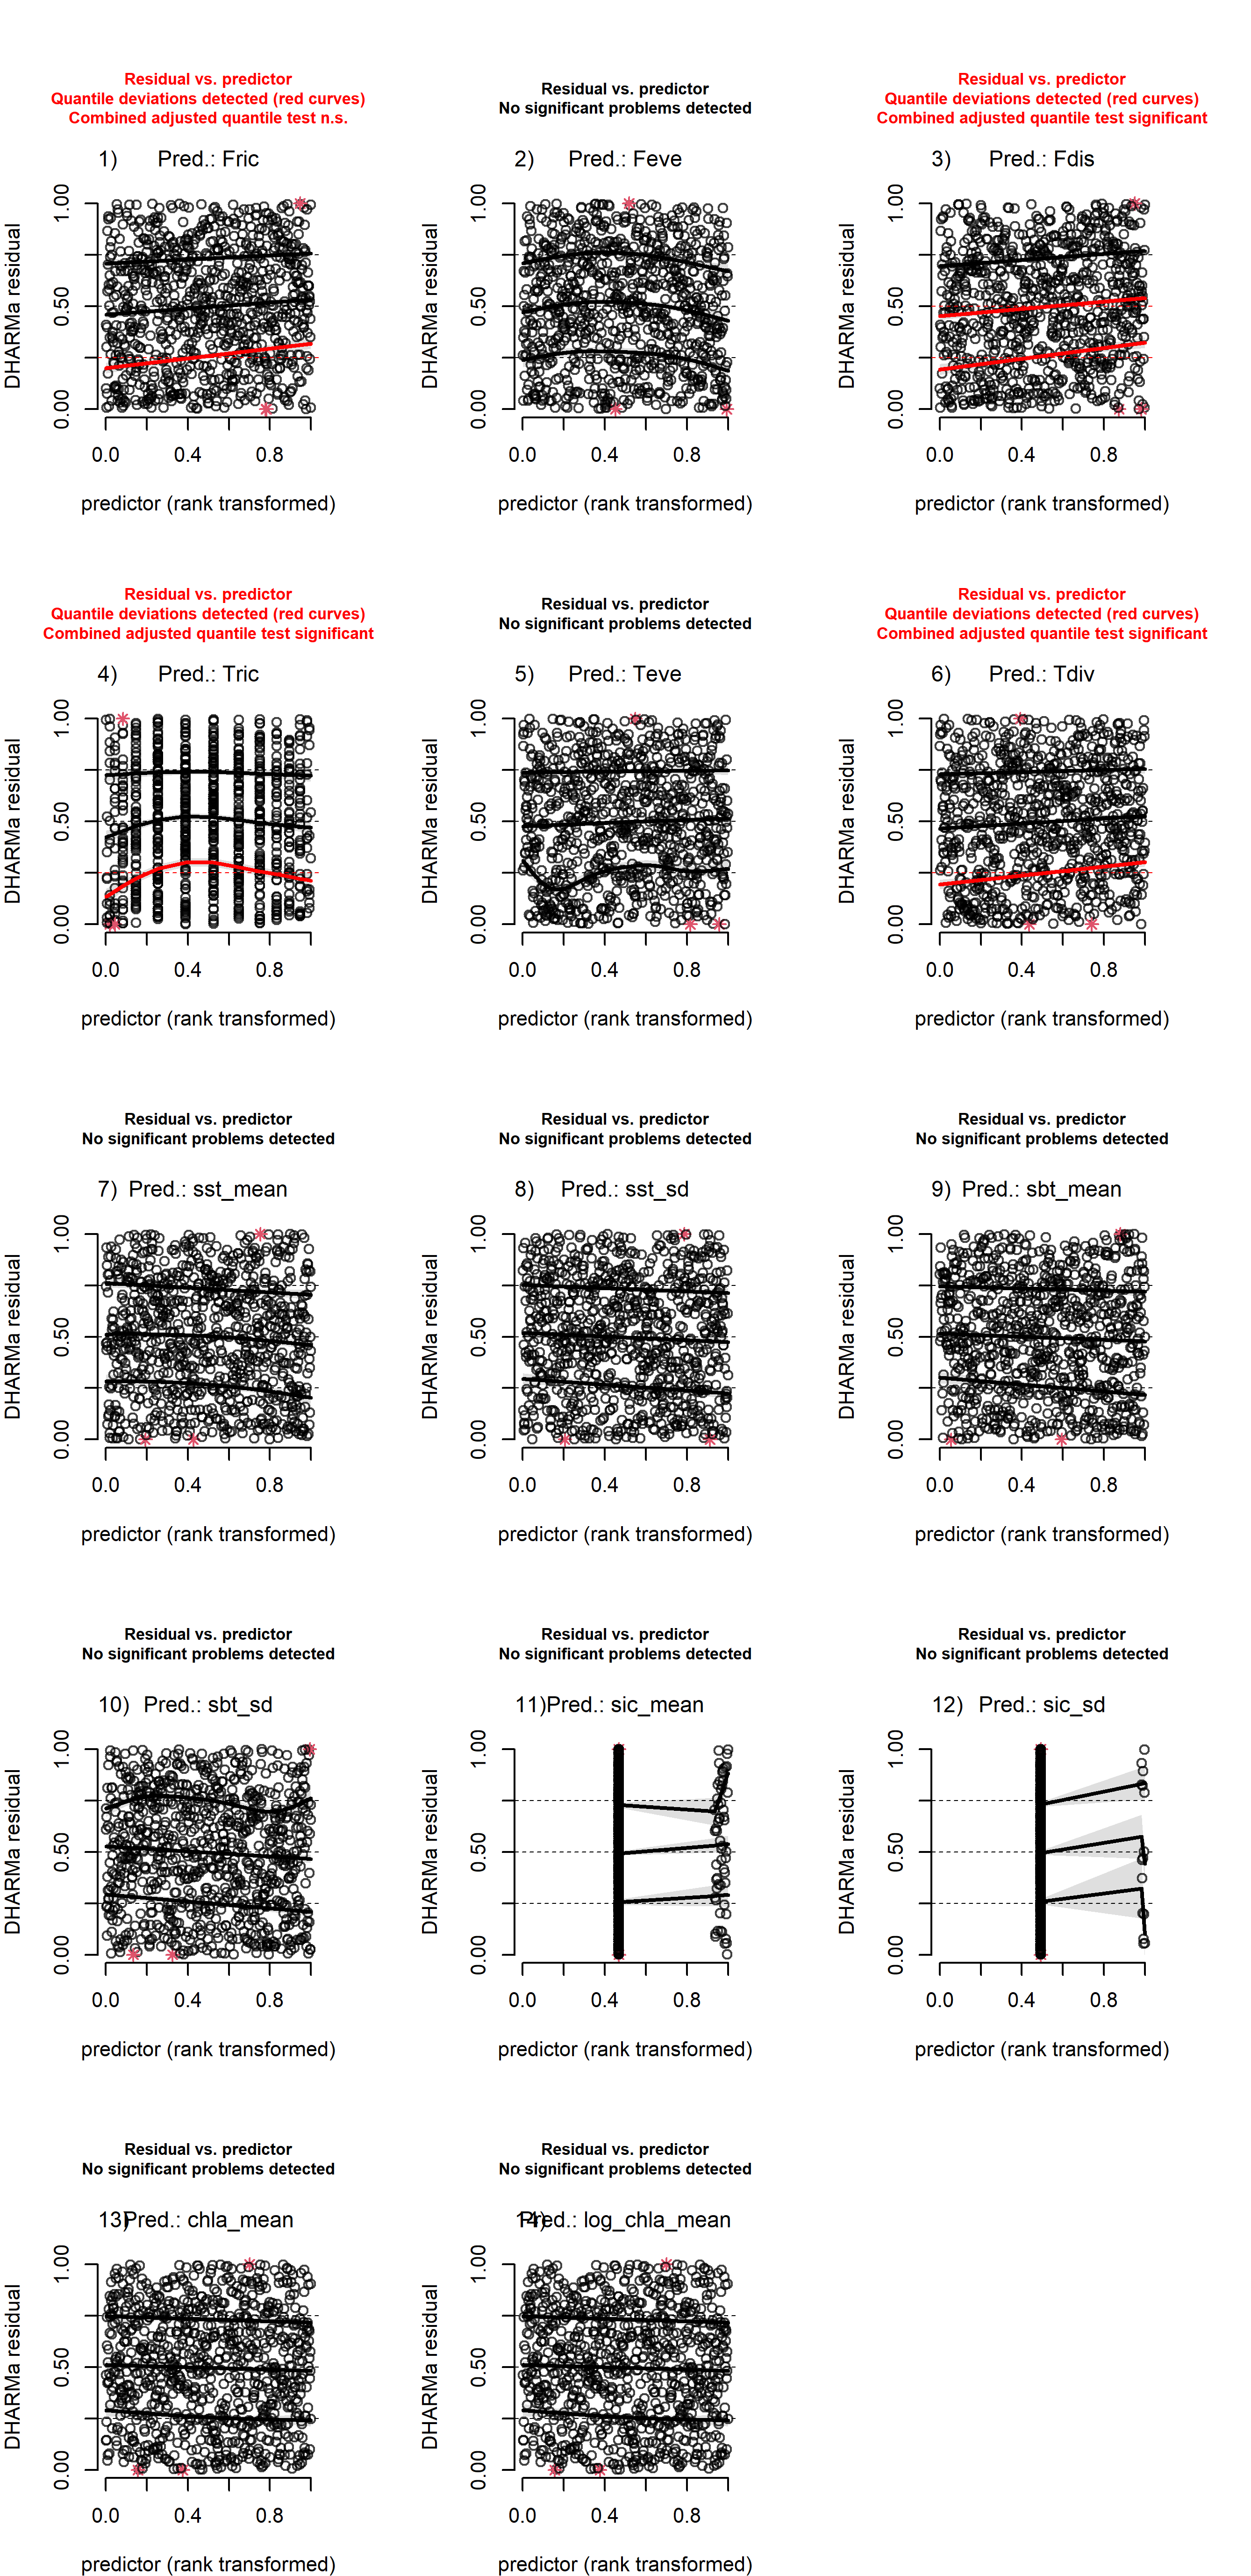 Residual vs. predictor
Quantile deviations detected (red curves)
Combined adjusted quantile test n.s.
1) Pred.: Fric
1.00
0.50
0.00
DHARMa residual
0.0 0.4 0.8
predictor (rank transformed)
Residual vs. predictor
No significant problems detected
2) Pred.: Feve
1.00
0.50
0.00
DHARMa residual
0.0 0.4 0.8
predictor (rank transformed)
Residual vs. predictor
Quantile deviations detected (red curves)
Combined adjusted quantile test significant
3) Pred.: Fdis
1.00
0.50
0.00
DHARMa residual
0.0 0.4 0.8
predictor (rank transformed)
Residual vs. predictor
Quantile deviations detected (red curves)
Combined adjusted quantile test significant
4) Pred.: Tric
1.00
0.50
0.00
DHARMa residual
0.0 0.4 0.8
predictor (rank transformed)
Residual vs. predictor
No significant problems detected
5) Pred.: Teve
1.00
0.50
0.00
DHARMa residual
0.0 0.4 0.8
predictor (rank transformed)
Residual vs. predictor
Quantile deviations detected (red curves)
Combined adjusted quantile test significant
6) Pred.: Tdiv
1.00
0.50
0.00
DHARMa residual
0.0 0.4 0.8
predictor (rank transformed)
Residual vs. predictor
No significant problems detected
7) Pred.: sst_mean
1.00
0.50
0.00
DHARMa residual
0.0 0.4 0.8
predictor (rank transformed)
Residual vs. predictor
No significant problems detected
8) Pred.: sst_sd
1.00
0.50
0.00
DHARMa residual
0.0 0.4 0.8
predictor (rank transformed)
Residual vs. predictor
No significant problems detected
9) Pred.: sbt_mean
1.00
0.50
0.00
DHARMa residual
0.0 0.4 0.8
predictor (rank transformed)
Residual vs. predictor
No significant problems detected
10) Pred.: sbt_sd
1.00
0.50
0.00
DHARMa residual
0.0 0.4 0.8
predictor (rank transformed)
Residual vs. predictor
No significant problems detected
11) Pred.: sic_mean
1.00
0.50
0.00
DHARMa residual
0.0 0.4 0.8
predictor (rank transformed)
Residual vs. predictor
No significant problems detected
12) Pred.: sic_sd
1.00
0.50
0.00
DHARMa residual
0.0 0.4 0.8
predictor (rank transformed)
Residual vs. predictor
No significant problems detected
13) Pred.: chla_mean
1.00
0.50
0.00
DHARMa residual
0.0 0.4 0.8
predictor (rank transformed)
Residual vs. predictor
No significant problems detected
14) Pred.: log_chla_mean
1.00
0.50
0.00
DHARMa residual
0.0 0.4 0.8
predictor (rank transformed)